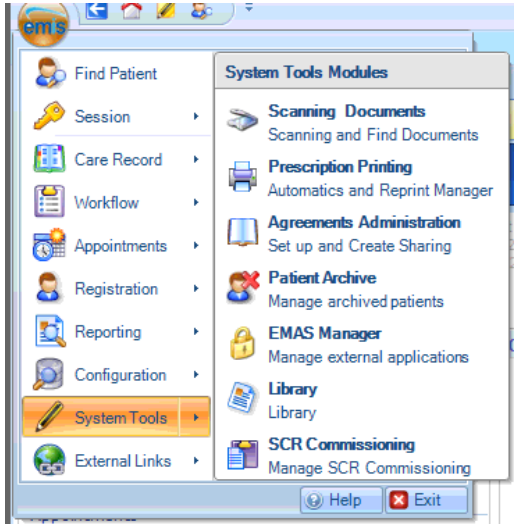 emis
Find Patient
Session
Care Record
Workflow
Appointments
Registration
Reporting
Configuration
System Tools
External Links
System Tools Modules
Scanning Documents
Scanning and Find Documents
Prescription Printing
Automatics and Reprint Manager
Agreements Administration
Set up and Create Sharing
Patient Archive
Manage archived patients
EMAS Manager
Manage external applications
Library
Library
SCR Commissioning
Manage SCR Commissioning
Help
Exit